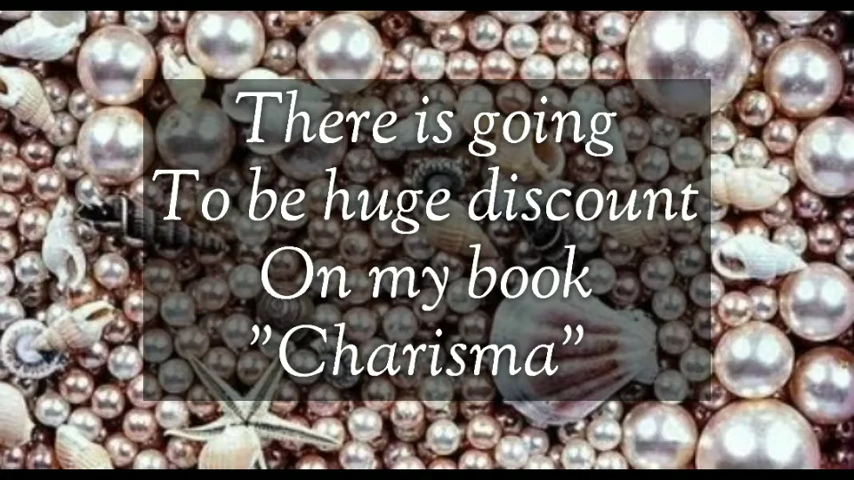 There is going
To be huge discount
On my book
"Charisma"